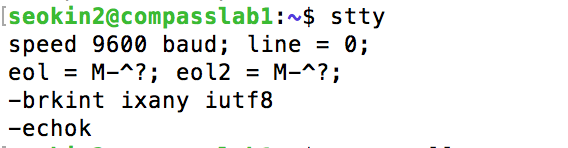 [seokin2@compasslab1:~$ stty
speed 9600 baud; line = 0;
eol = M-^?; eol2 = M-^?;
-brkint ixany iutf8
-echok